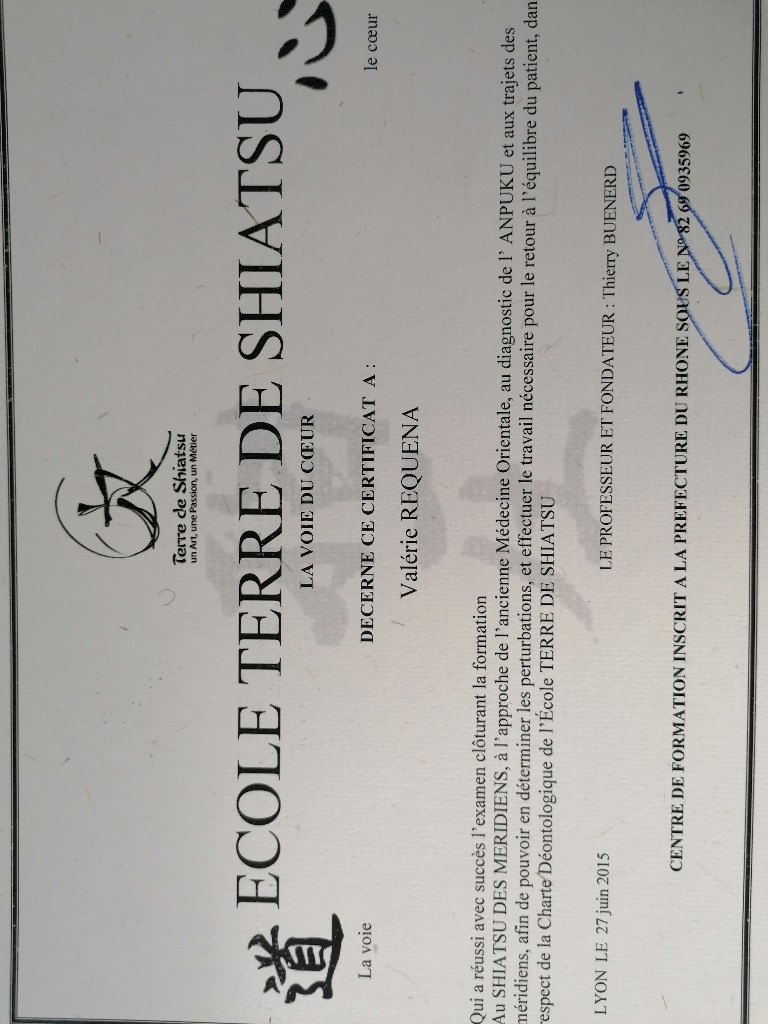 Terre de Shiatsu
un Art, une Passion, un Métier
道 ECOLE TERRE DE SHIATSU 心
LA VOIE DU CŒUR
La voie
le cœur
DECERNE CE CERTIFICAT A :
Valérie REQUENA
Qui a réussi avec succès l'examen clôturant la formation
Au SHIATSU DES MERIDIENS, à l'approche de l'ancienne Médecine Orientale, au diagnostic de l' ANPUKU et aux trajets des
méridiens, afin de pouvoir en déterminer les perturbations, et effectuer le travail nécessaire pour le retour à l'équilibre du patient, dan
espect de la Charte Déontologique de l'École TERRE DE SHIATSU
LYON LE 27 juin 2015
LE PROFESSEUR ET FONDATEUR : Thierry BUENERD
CENTRE DE FORMATION INSCRIT A LA PREFECTURE DU RHONE SOUS LE N° 82 69 0935969